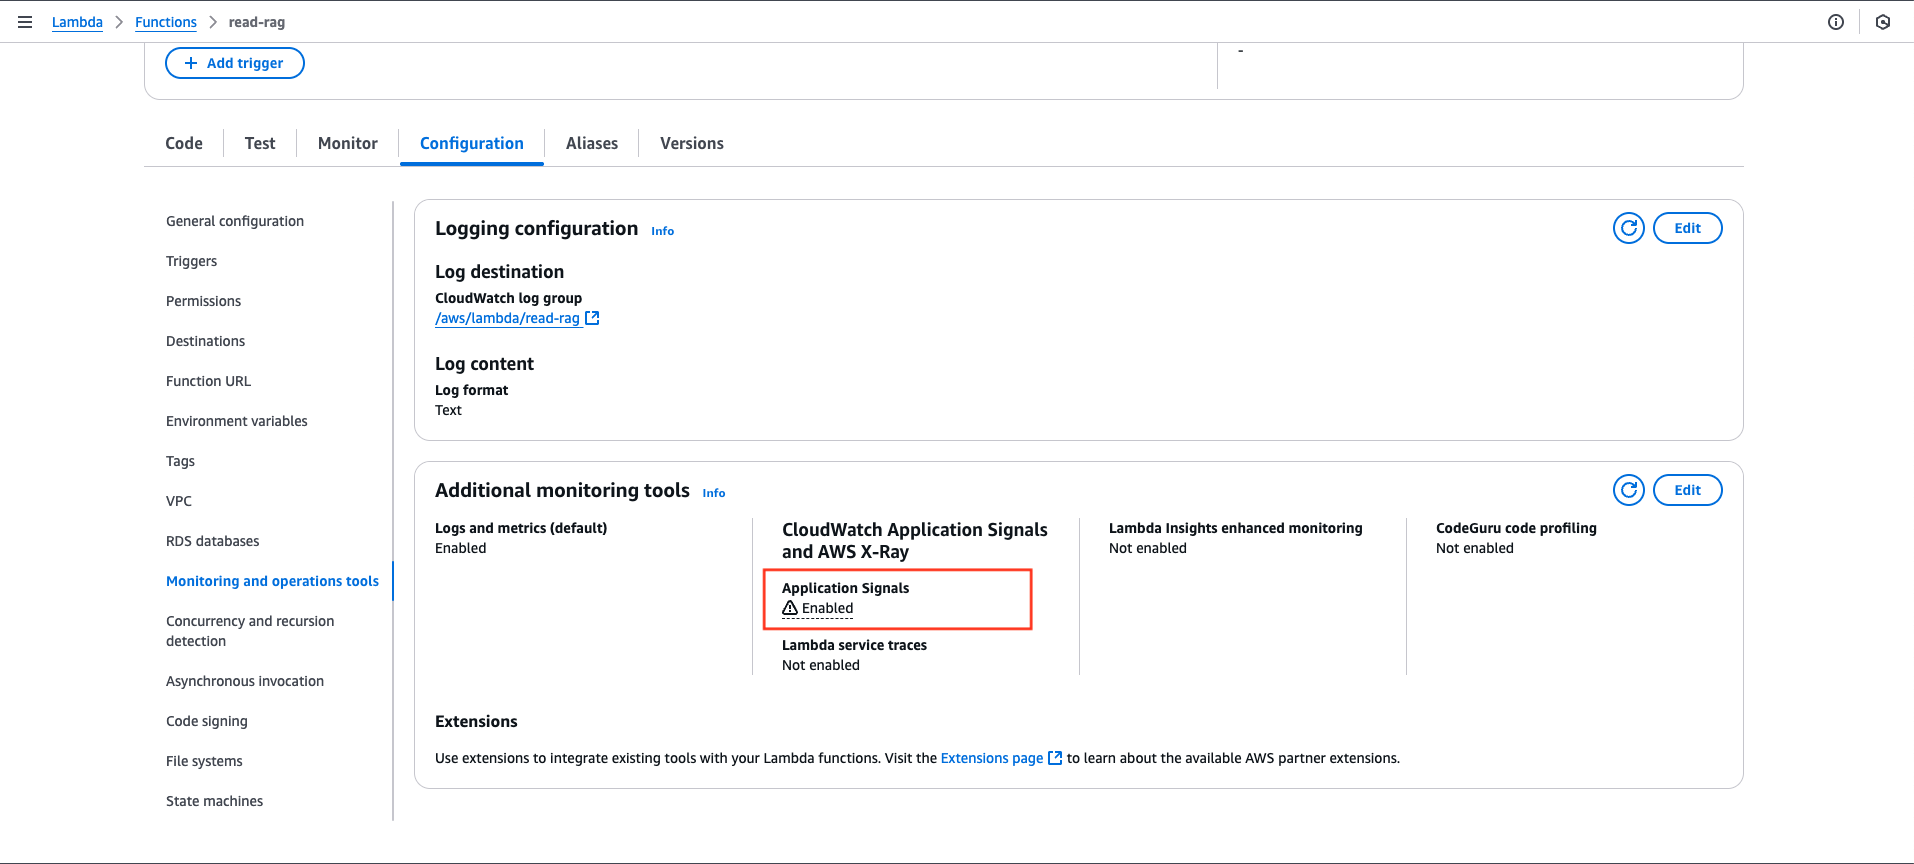 Lambda > Functions > read-rag
+ Add trigger
-
Code
Test
Monitor
Configuration
Aliases
Versions
General configuration
Triggers
Permissions
Destinations
Function URL
Environment variables
Tags
VPC
RDS databases
Monitoring and operations tools
Concurrency and recursion
detection
Asynchronous invocation
Code signing
File systems
State machines
Logging configuration Info
Edit
Log destination
CloudWatch log group
/aws/lambda/read-rag
Log content
Log format
Text
Additional monitoring tools Info
Edit
Logs and metrics (default)
Enabled
CloudWatch Application Signals
and AWS X-Ray
Application Signals
Enabled
Lambda service traces
Not enabled
Lambda Insights enhanced monitoring
Not enabled
CodeGuru code profiling
Not enabled
Extensions
Use extensions to integrate existing tools with your Lambda functions. Visit the Extensions page to learn about the available AWS partner extensions.